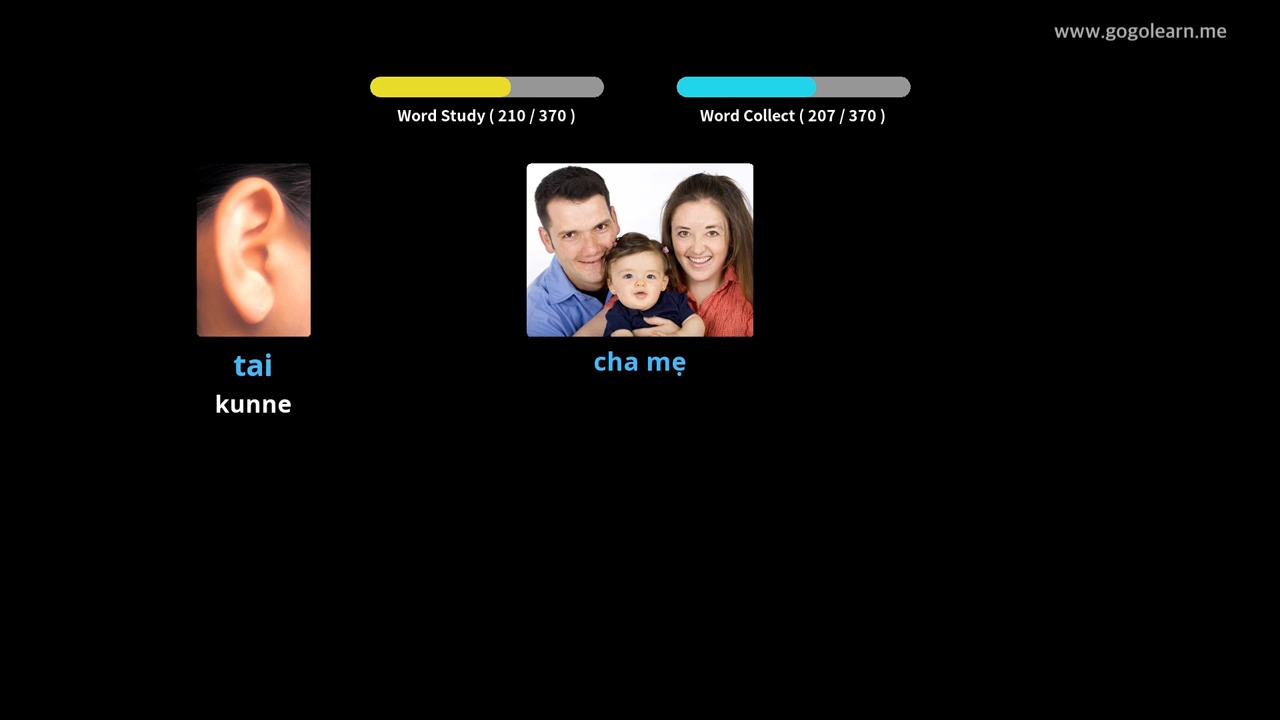 www.gogolearn.me
Word Study ( 210 / 370 )
Word Collect ( 207 / 370 )
tai
kunne
cha mẹ